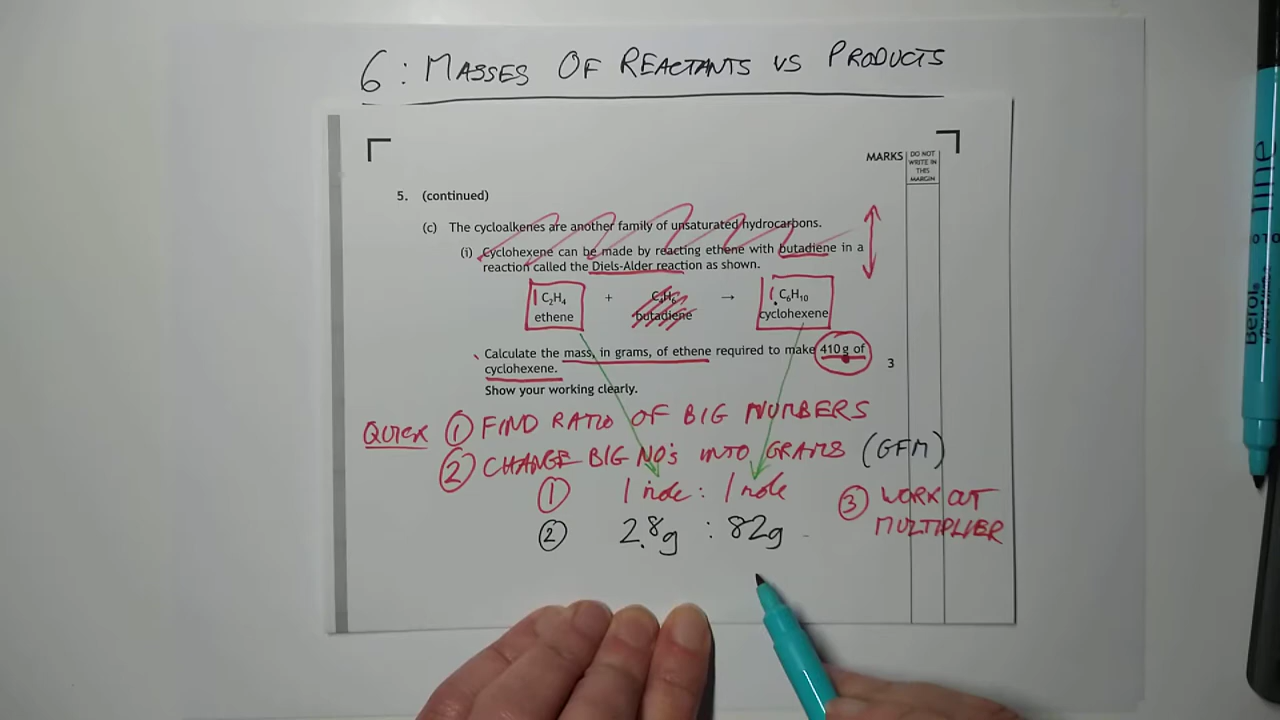 6: MASSES OF REACTANTS VS PRODUCTS
MARKS
DO NOT
WRITE IN
THIS
MARGIN
5. (continued)
(c) The cycloalkenes are another family of unsaturated hydrocarbons.
(i) Cyclohexene can be made by reacting ethene with butadiene in a
reaction called the Diels-Alder reaction as shown.
1 C₂H₄ + C₄H₆ → 1 C₆H₁₀
ethene butadiene cyclohexene
Calculate the mass, in grams, of ethene required to make 410 g of
cyclohexene.
3
Show your working clearly.
QUICK ① FIND RATIO OF BIG NUMBERS
② CHANGE BIG NOs INTO GRAMS (GFM)
① 1 mole : 1 mole
③ WORK OUT
MULTIPLIER
② 28g : 82g
Berol